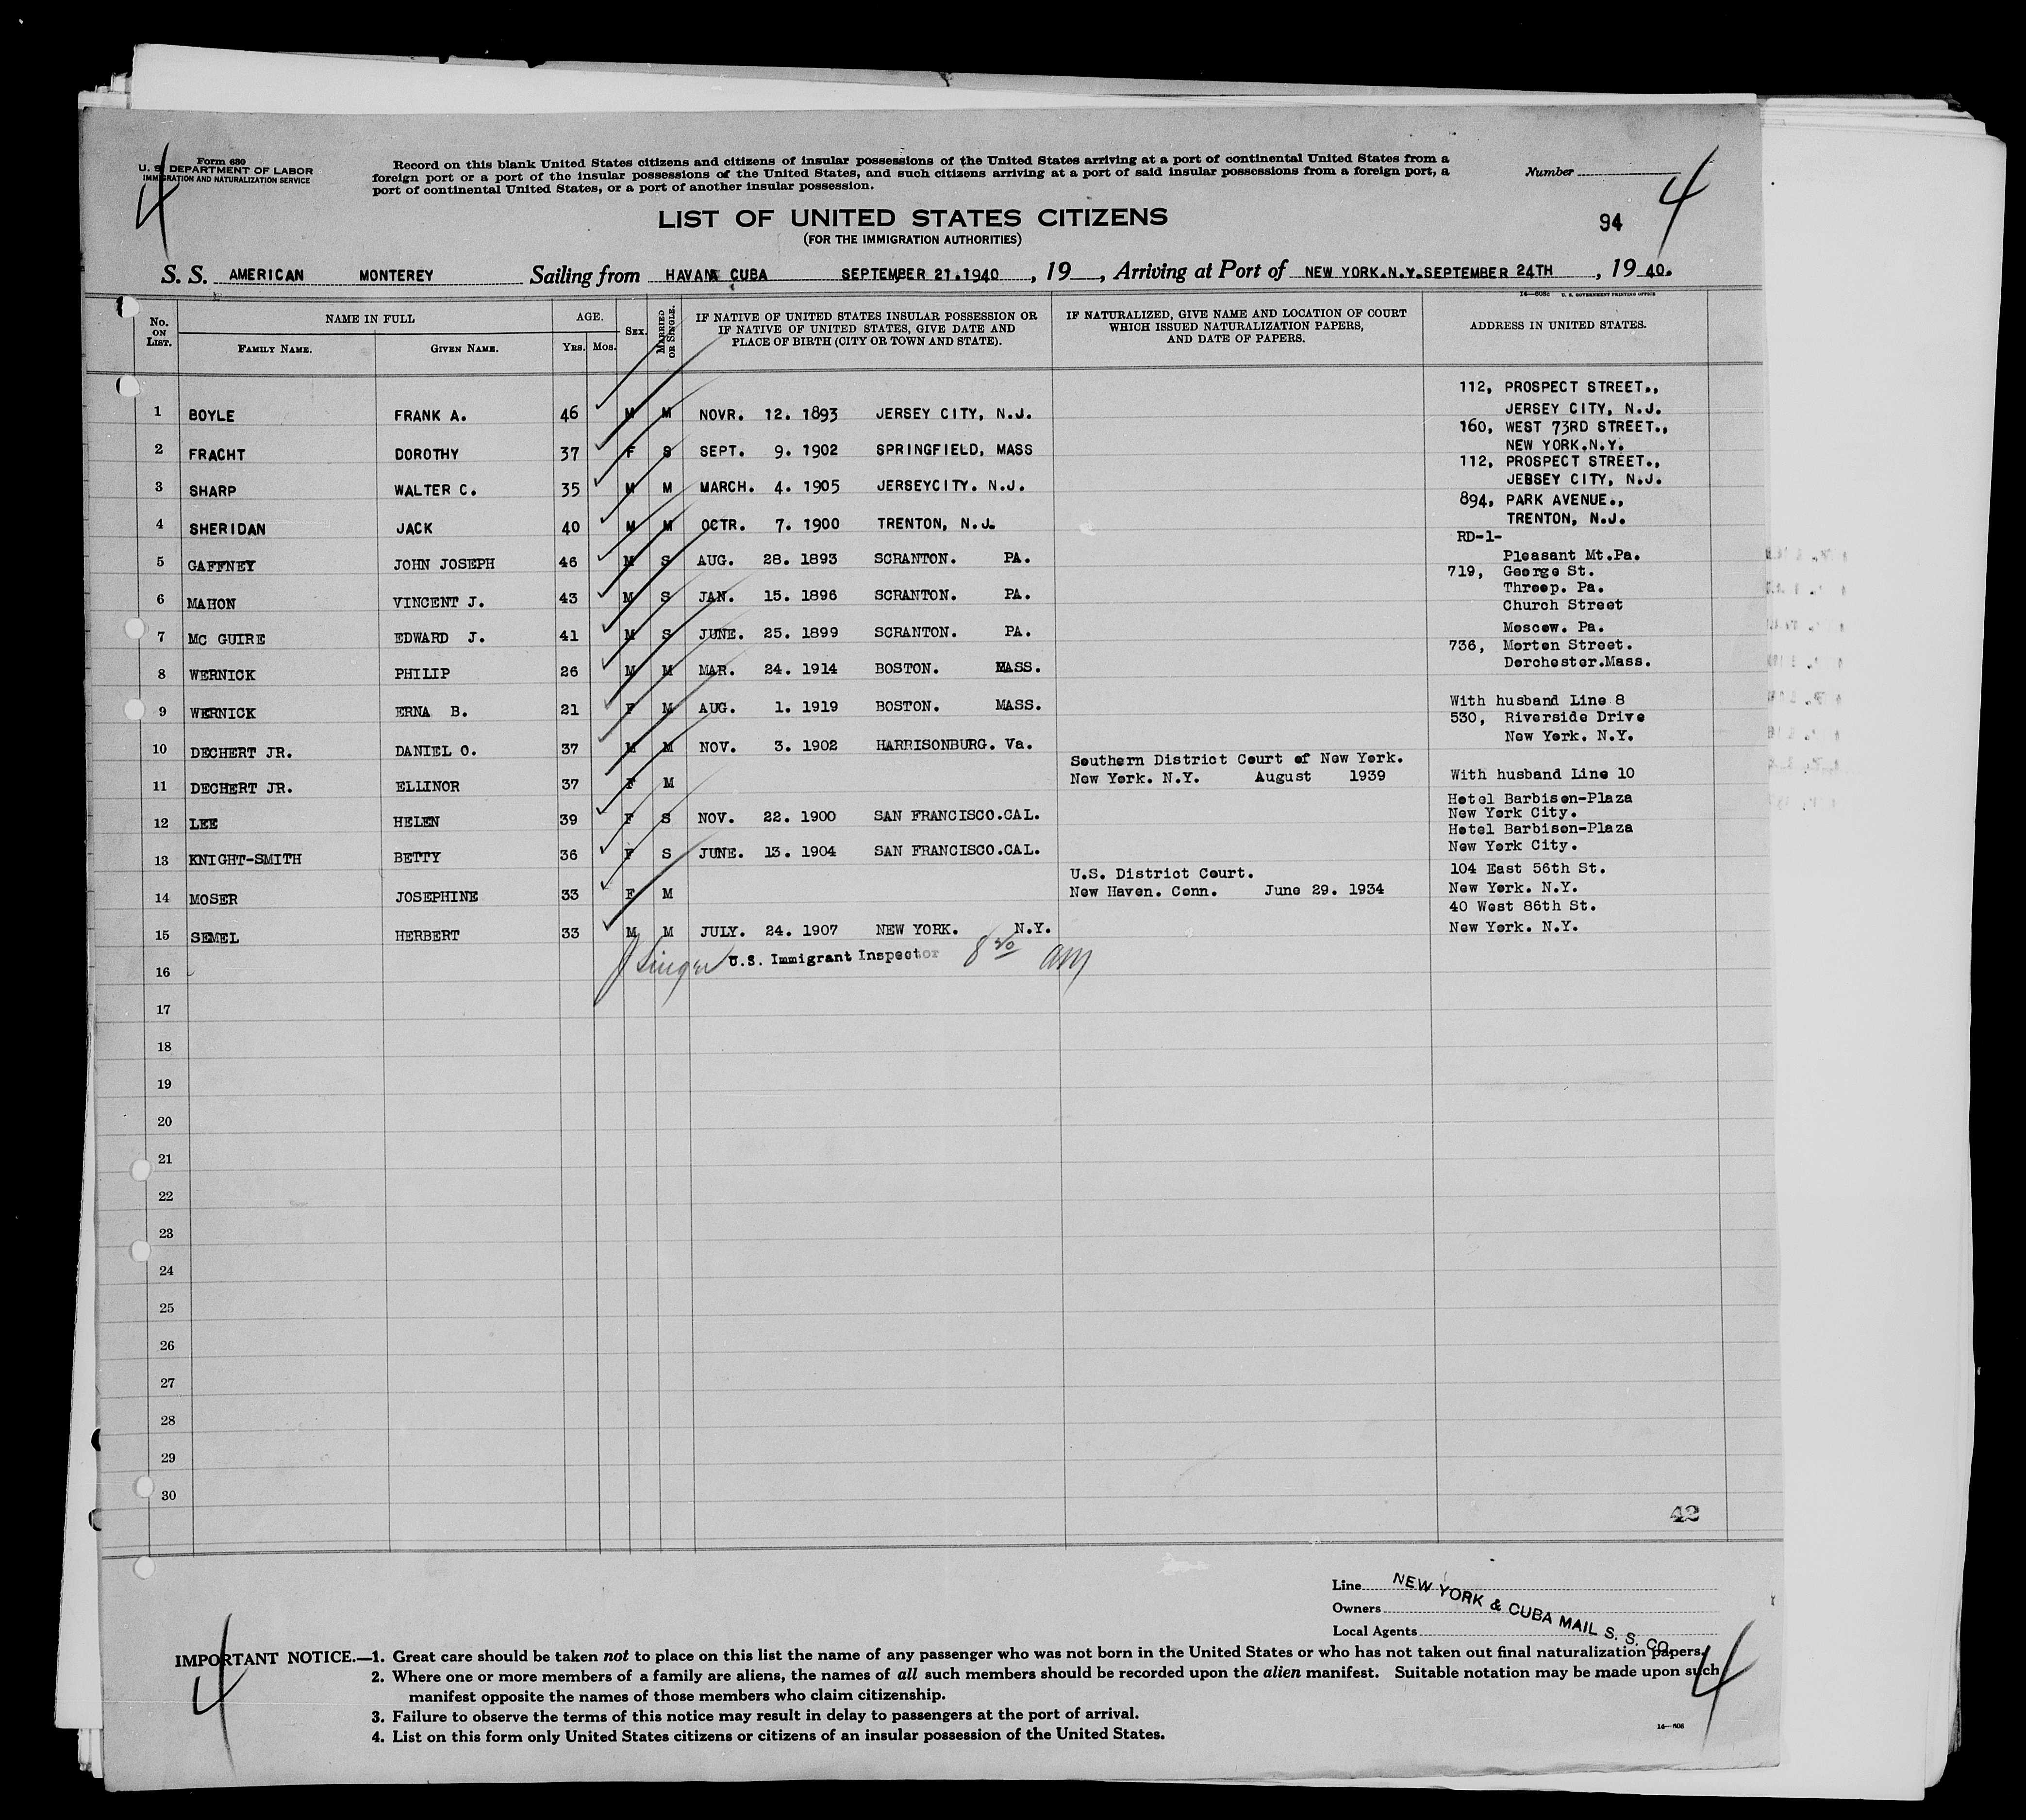 4
Form 680
U. S. DEPARTMENT OF LABOR
IMMIGRATION AND NATURALIZATION SERVICE
Record on this blank United States citizens and citizens of insular possessions of the United States arriving at a port of continental United States from a
foreign port or a port of the insular possessions of the United States, and such citizens arriving at a port of said insular possessions from a foreign port, a
port of continental United States, or a port of another insular possession.
Number
4
LIST OF UNITED STATES CITIZENS
(FOR THE IMMIGRATION AUTHORITIES)
94
S. S. AMERICAN MONTEREY Sailing from HAVANA CUBA SEPTEMBER 21.1940, 19, Arriving at Port of NEW YORK.N.Y.SEPTEMBER 24TH, 1940.
16—608 U. S. GOVERNMENT PRINTING OFFICE
No. ON LIST. NAME IN FULL FAMILY NAME. GIVEN NAME. AGE. YRS. MOS. SEX. MARRIED OR SINGLE.
IF NATIVE OF UNITED STATES INSULAR POSSESSION OR
IF NATIVE OF UNITED STATES, GIVE DATE AND
PLACE OF BIRTH (CITY OR TOWN AND STATE).
IF NATURALIZED, GIVE NAME AND LOCATION OF COURT
WHICH ISSUED NATURALIZATION PAPERS,
AND DATE OF PAPERS.
ADDRESS IN UNITED STATES.
112, PROSPECT STREET.,
1 BOYLE FRANK A. 46 M M NOVR. 12. 1893 JERSEY CITY, N.J. JERSEY CITY, N.J.
160, WEST 73RD STREET.,
2 FRACHT DOROTHY 37 F S SEPT. 9. 1902 SPRINGFIELD, MASS NEW YORK.N.Y.
112, PROSPECT STREET.,
3 SHARP WALTER C. 35 M M MARCH. 4. 1905 JERSEYCITY. N.J. JEBSEY CITY, N.J.
894, PARK AVENUE.,
4 SHERIDAN JACK 40 M M OCTR. 7. 1900 TRENTON, N.J. TRENTON, N.J.
RD-1-
5 GAFFNEY JOHN JOSEPH 46 M S AUG. 28. 1893 SCRANTON. PA. Pleasant Mt.Pa.
719, George St.
6 MAHON VINCENT J. 43 M S JAN. 15. 1896 SCRANTON. PA. Throop. Pa.
Church Street
7 MC GUIRE EDWARD J. 41 M S JUNE. 25. 1899 SCRANTON. PA. Moscow. Pa.
736, Morton Street.
8 WERNICK PHILIP 26 M M MAR. 24. 1914 BOSTON. MASS. Dorchester.Mass.
9 WERNICK ERNA B. 21 F M AUG. 1. 1919 BOSTON. MASS. With husband Line 8
530, Riverside Drive
10 DECHERT JR. DANIEL O. 37 M M NOV. 3. 1902 HARRISONBURG. Va. New York. N.Y.
Southern District Court of New York.
11 DECHERT JR. ELLINOR 37 F M New York. N.Y. August 1939 With husband Line 10
Hotel Barbison-Plaza
12 LEE HELEN 39 F S NOV. 22. 1900 SAN FRANCISCO.CAL. New York City.
Hotel Barbison-Plaza
13 KNIGHT-SMITH BETTY 36 F S JUNE. 13. 1904 SAN FRANCISCO.CAL. New York City.
U.S. District Court. 104 East 56th St.
14 MOSER JOSEPHINE 33 F M New Haven. Conn. June 29. 1934 New York. N.Y.
40 West 86th St.
15 SEMEL HERBERT 33 M M JULY. 24. 1907 NEW YORK. N.Y. New York. N.Y.
U.S. Immigrant Inspector am
16
17
18
19
20
21
22
23
24
25
26
27
28
29
30
42
Line NEW YORK & CUBA MAIL S. S. CO.
Owners
Local Agents
4
IMPORTANT NOTICE.—1. Great care should be taken not to place on this list the name of any passenger who was not born in the United States or who has not taken out final naturalization papers.
2. Where one or more members of a family are aliens, the names of all such members should be recorded upon the alien manifest. Suitable notation may be made upon such
manifest opposite the names of those members who claim citizenship.
3. Failure to observe the terms of this notice may result in delay to passengers at the port of arrival.
4. List on this form only United States citizens or citizens of an insular possession of the United States.
4
14—608